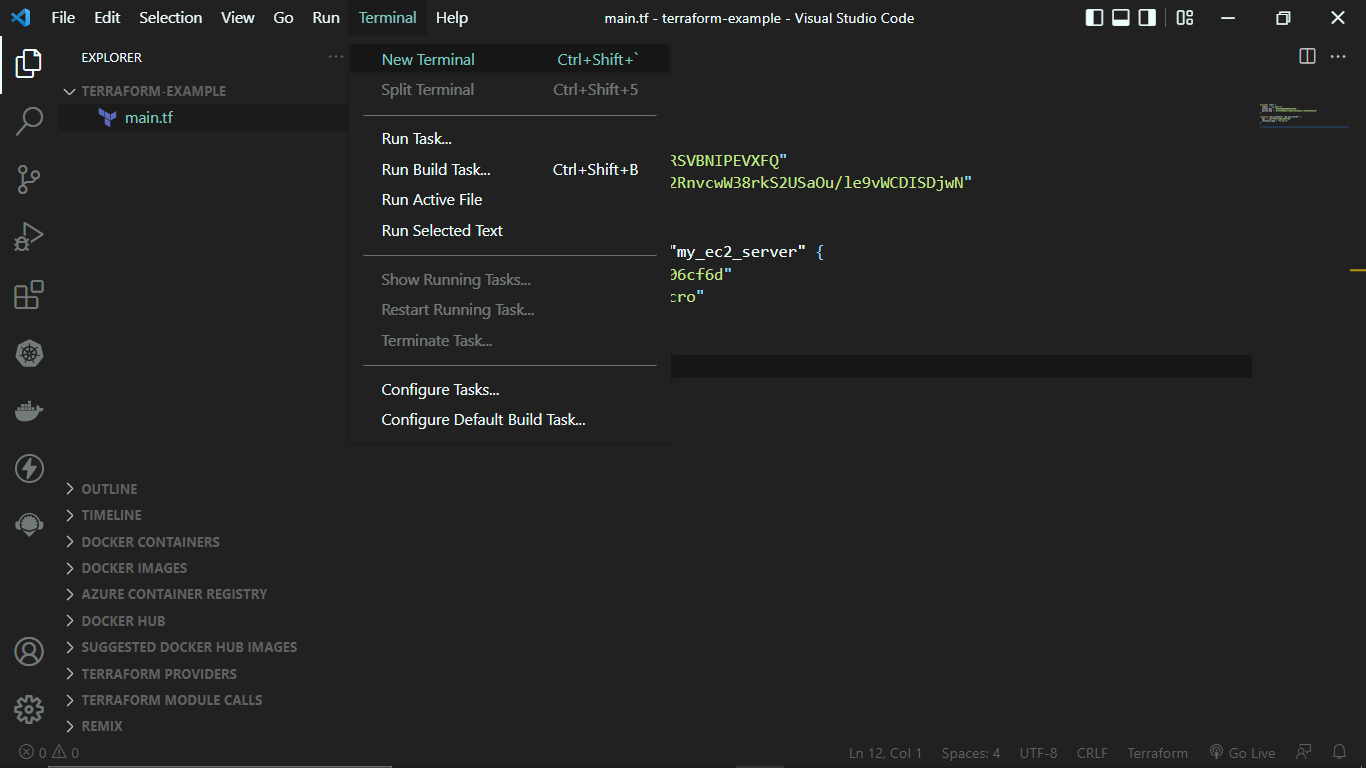 File Edit Selection View Go Run Terminal Help
main.tf - terraform-example - Visual Studio Code
EXPLORER
New Terminal Ctrl+Shift+`
TERRAFORM-EXAMPLE
Split Terminal Ctrl+Shift+5
main.tf
Run Task...
RSVBNIPEVXFQ"
Run Build Task... Ctrl+Shift+B
2RnvcwW38rkS2USaOu/le9vWCDISDjwN"
Run Active File
Run Selected Text
"my_ec2_server" {
06cf6d"
Show Running Tasks...
cro"
Restart Running Task...
Terminate Task...
Configure Tasks...
Configure Default Build Task...
OUTLINE
TIMELINE
DOCKER CONTAINERS
DOCKER IMAGES
AZURE CONTAINER REGISTRY
DOCKER HUB
SUGGESTED DOCKER HUB IMAGES
TERRAFORM PROVIDERS
TERRAFORM MODULE CALLS
REMIX
0 0
Ln 12, Col 1 Spaces: 4 UTF-8 CRLF Terraform Go Live